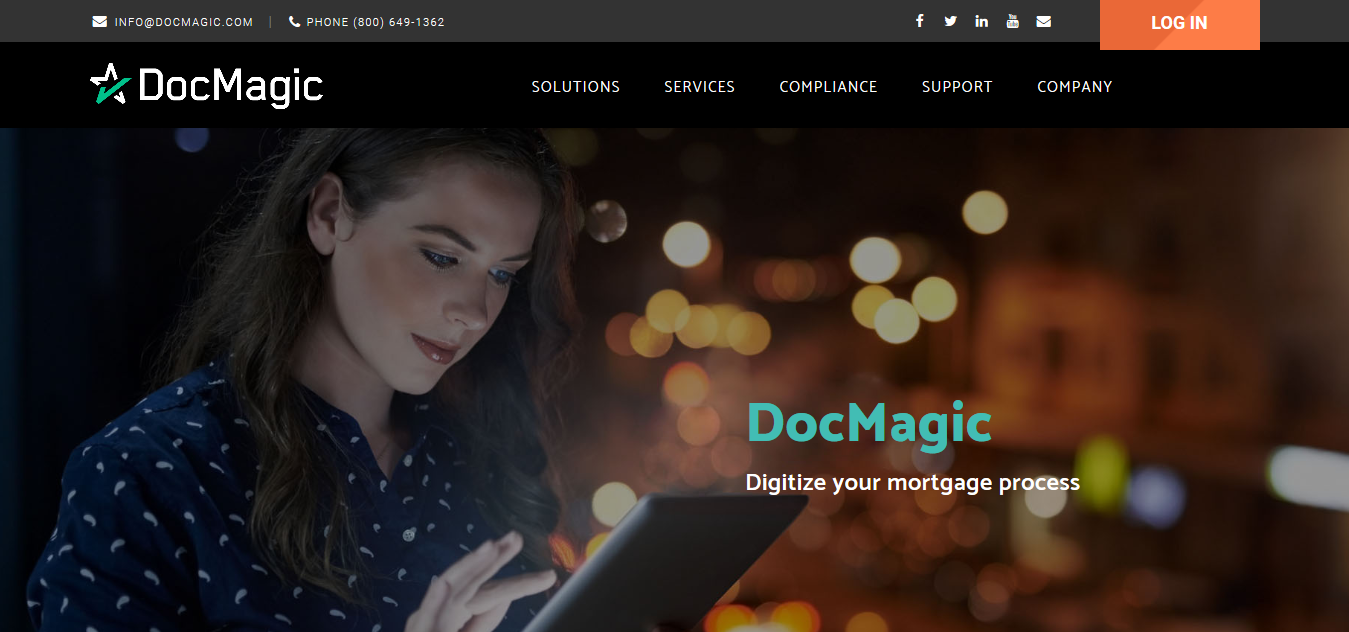 INFO@DOCMAGIC.COM | PHONE (800) 649-1362
LOG IN
DocMagic
SOLUTIONS SERVICES COMPLIANCE SUPPORT COMPANY
DocMagic
Digitize your mortgage process